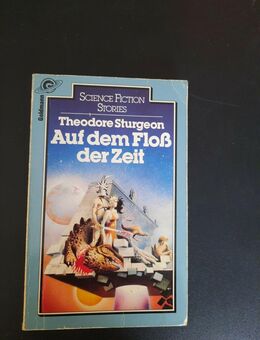 Goldmann
SCIENCE FICTION
STORIES
Theodore Sturgeon
Auf dem Floß
der Zeit